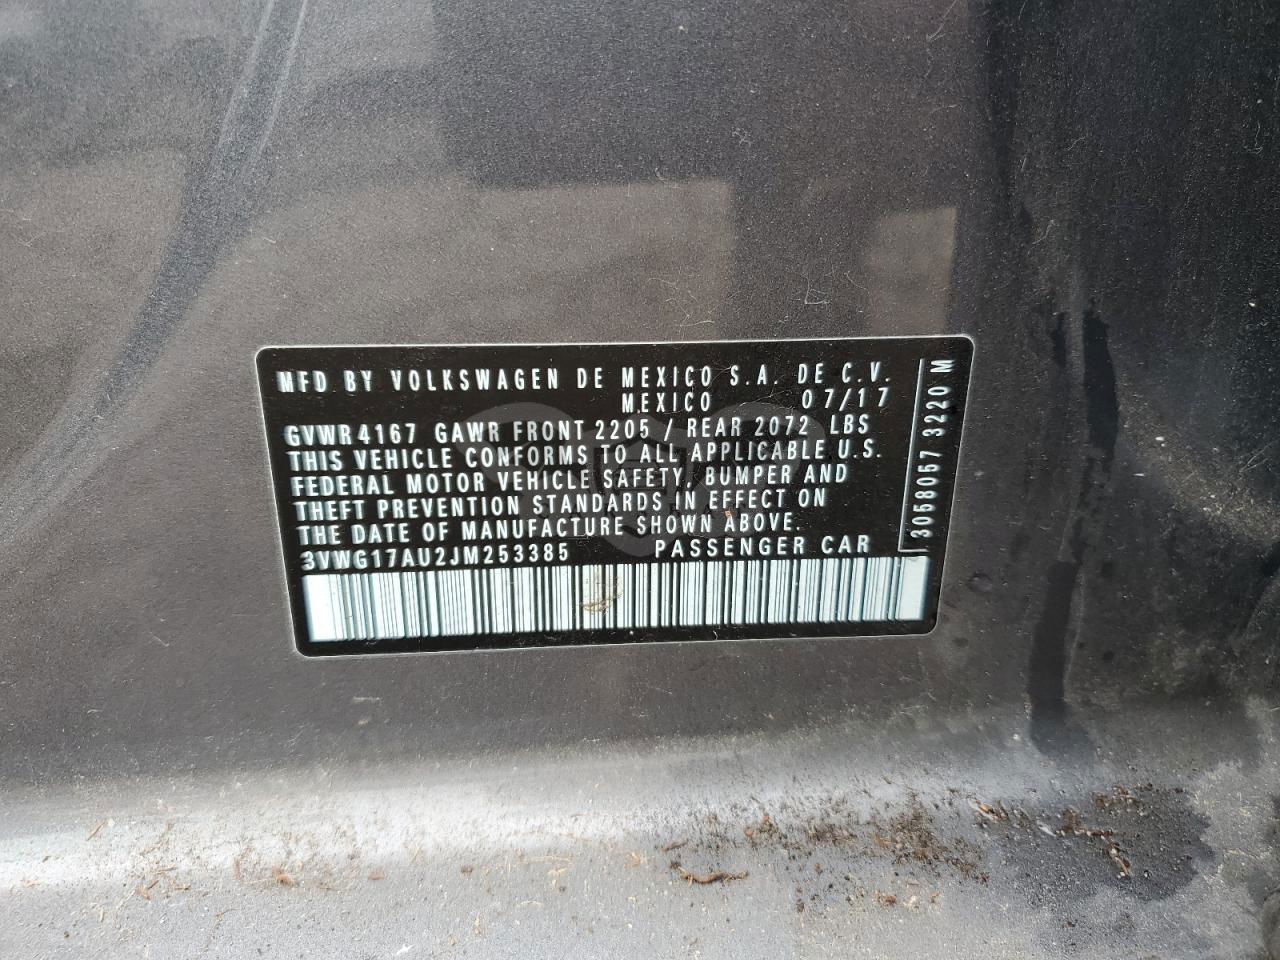 MFD BY VOLKSWAGEN DE MEXICO S.A. DE C.V.
MEXICO 07/17
GVWR 4167 GAWR FRONT 2205 / REAR 2072 LBS
THIS VEHICLE CONFORMS TO ALL APPLICABLE U.S.
FEDERAL MOTOR VEHICLE SAFETY, BUMPER AND
THEFT PREVENTION STANDARDS IN EFFECT ON
THE DATE OF MANUFACTURE SHOWN ABOVE.
3VWG17AU2JM253385 PASSENGER CAR
3058057 3220 M